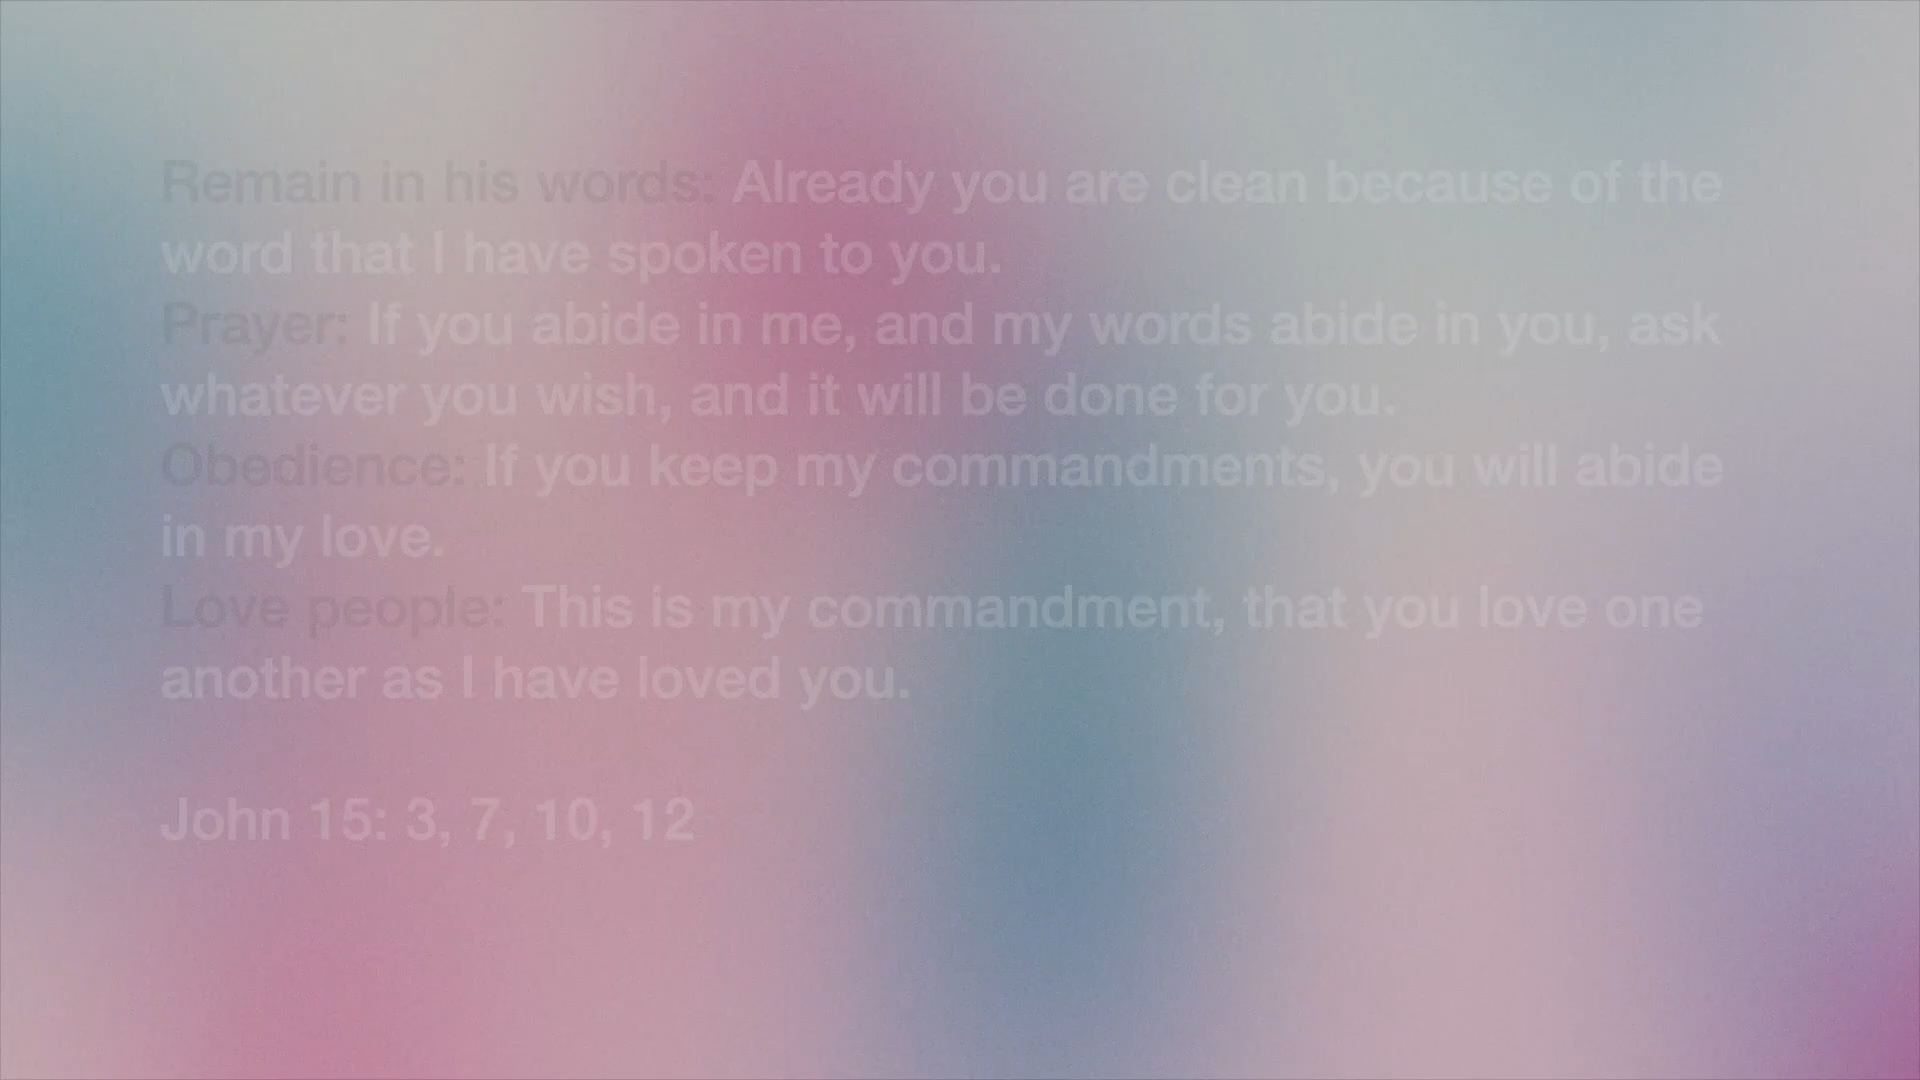 Remain in his words: Already you are clean because of the
word that I have spoken to you.
Prayer: If you abide in me, and my words abide in you, ask
whatever you wish, and it will be done for you.
Obedience: If you keep my commandments, you will abide
in my love.
Love people: This is my commandment, that you love one
another as I have loved you.
John 15: 3, 7, 10, 12